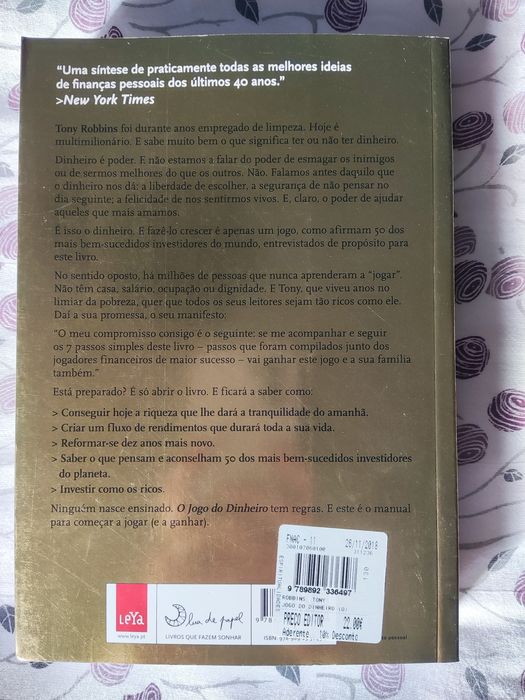 “Uma síntese de praticamente todas as melhores ideias
de finanças pessoais dos últimos 40 anos.”
>New York Times
Tony Robbins foi durante anos empregado de limpeza. Hoje é
multimilionário. E sabe muito bem o que significa ter ou não ter dinheiro.
Dinheiro é poder. E não estamos a falar do poder de esmagar os inimigos
ou de sermos melhores do que os outros. Não. Falamos antes daquilo que
o dinheiro nos dá: a liberdade de escolher, a segurança de não pensar no
dia seguinte; a felicidade de nos sentirmos vivos. E, claro, o poder de ajudar
aqueles que mais amamos.
É isso o dinheiro. E fazê-lo crescer é apenas um jogo, como afirmam 50 dos
mais bem-sucedidos investidores do mundo, entrevistados de propósito para
este livro.
No sentido oposto, há milhões de pessoas que nunca aprenderam a “jogar”.
Não têm casa, salário, ocupação ou dignidade. E Tony, que viveu anos no
limiar da pobreza, quer que todos os seus leitores sejam tão ricos como ele.
Daí a sua promessa, o seu manifesto:
“O meu compromisso consigo é o seguinte: se me acompanhar e seguir
os 7 passos simples deste livro – passos que foram compilados junto dos
jogadores financeiros de maior sucesso – vai ganhar este jogo e a sua família
também.”
Está preparado? É só abrir o livro. E ficará a saber como:
> Conseguir hoje a riqueza que lhe dará a tranquilidade do amanhã.
> Criar um fluxo de rendimentos que durará toda a sua vida.
> Reformar-se dez anos mais novo.
> Saber o que pensam e aconselham 50 dos mais bem-sucedidos investidores
do planeta.
> Investir como os ricos.
Ninguém nasce ensinado. O Jogo do Dinheiro tem regras. E este é o manual
para começar a jogar (e a ganhar).
FNAC - 11
26/11/2016
9 789892 336497
ROBBINS, TONY
JOGO DO DINHEIRO (O)
PREÇO EDITOR 22.00€
Aderente 10% Desconto
LeYa
www.leya.pt
lua de papel
LIVROS QUE FAZEM SONHAR
9 78
ISBN
pessoal